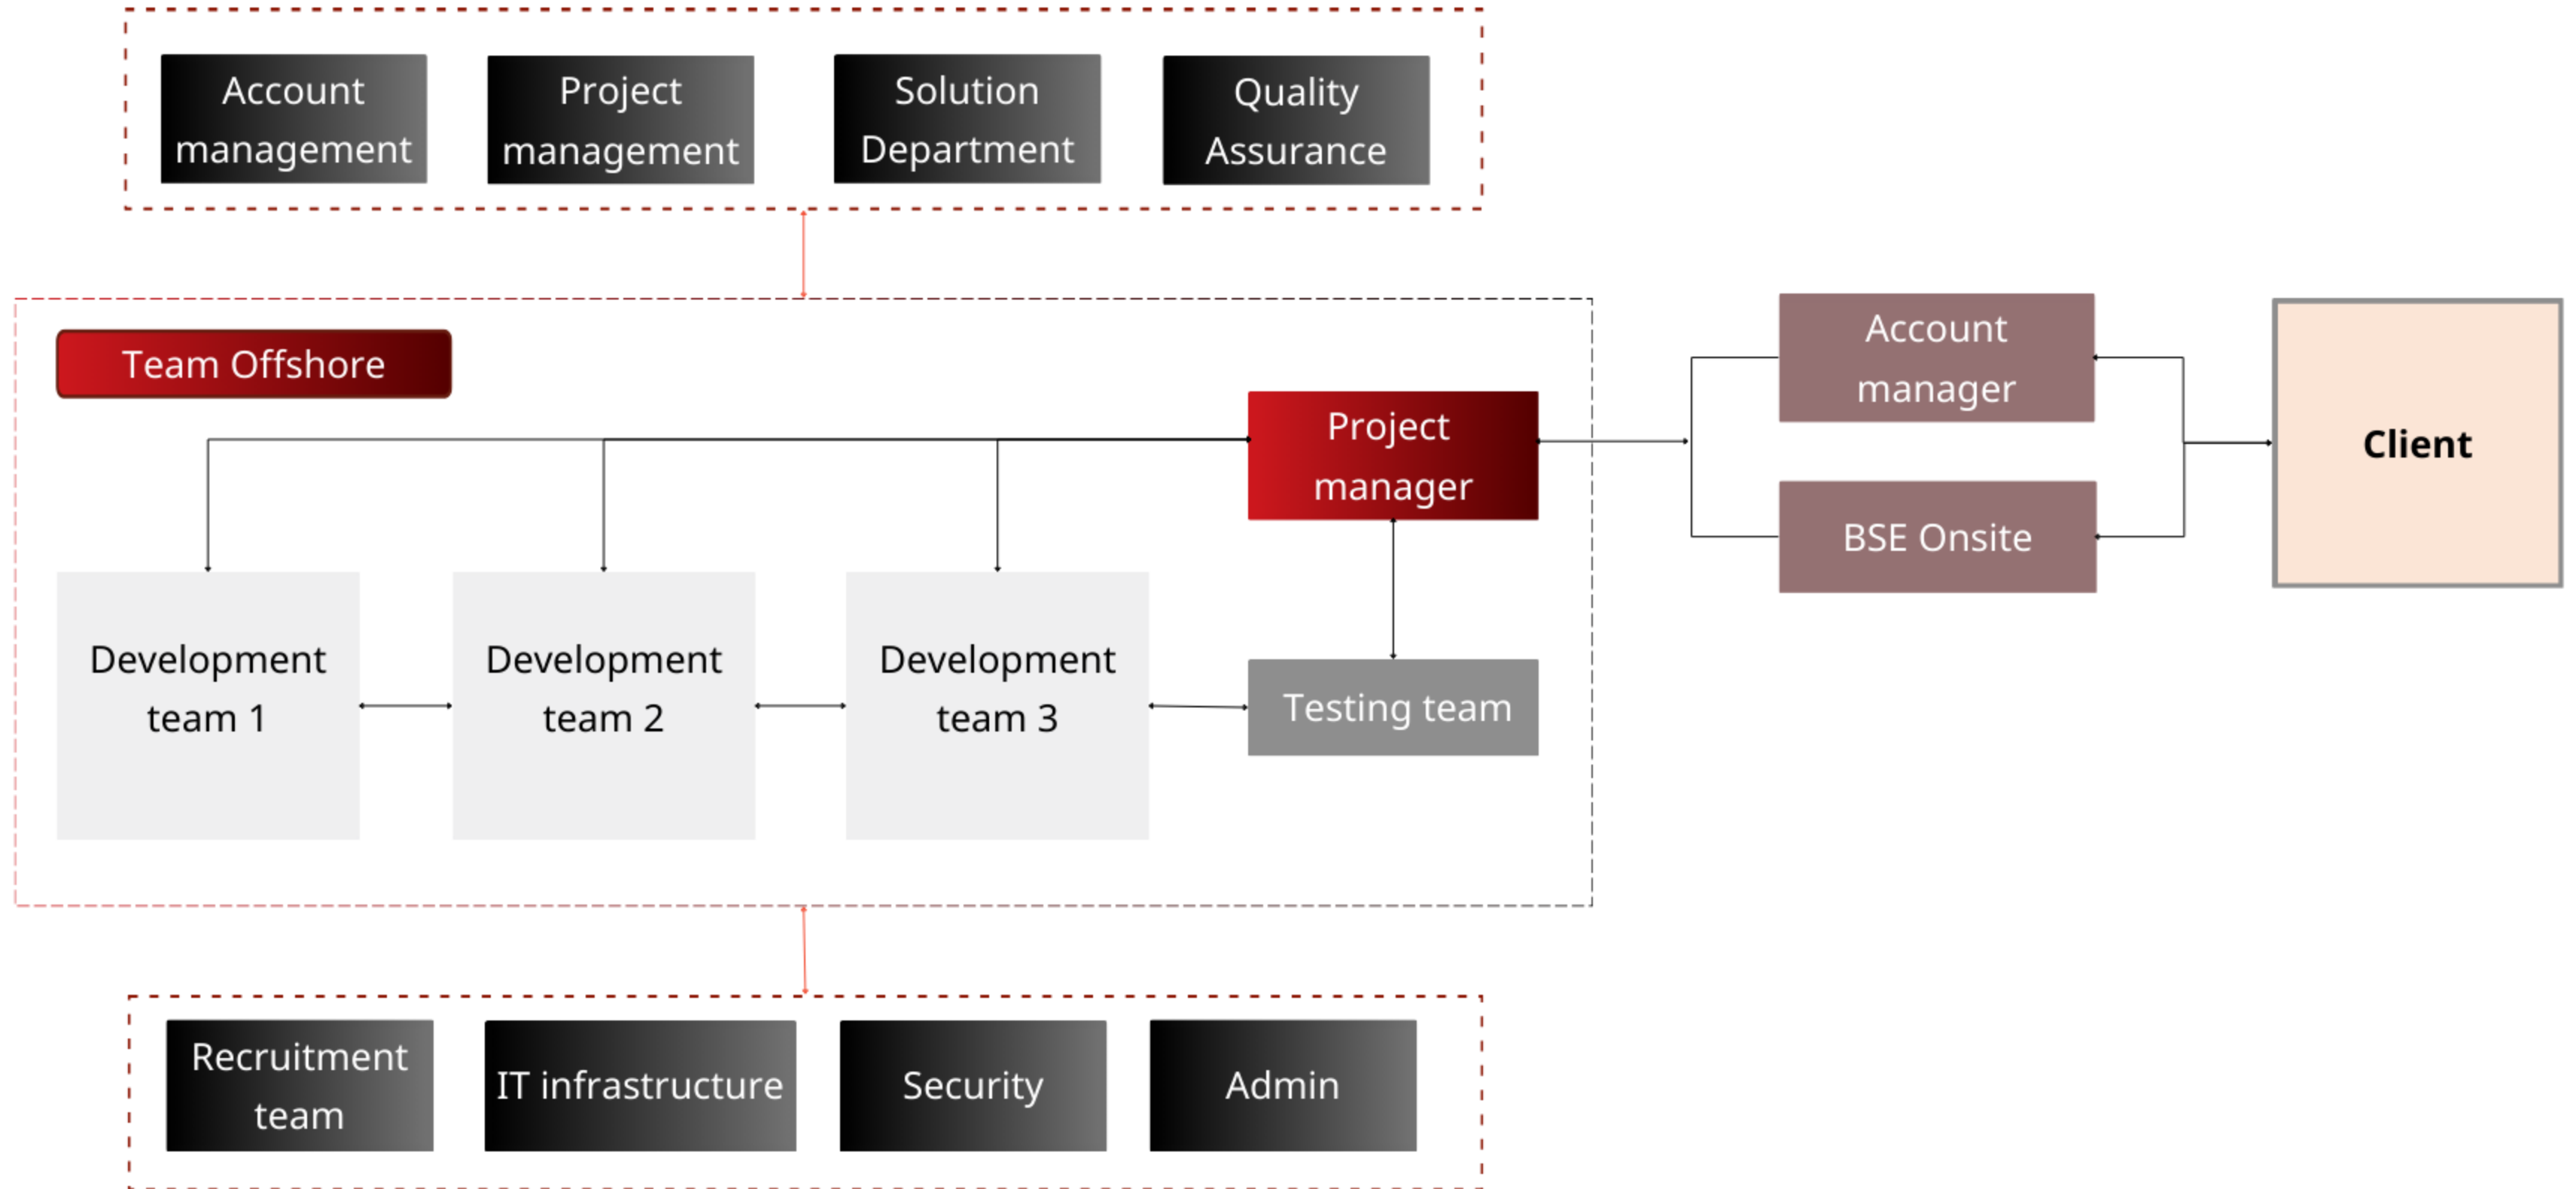 Account
management
Project
management
Solution
Department
Quality
Assurance
Team Offshore
Project
manager
Account
manager
BSE Onsite
Client
Development
team 1
Development
team 2
Development
team 3
Testing team
Recruitment
team
IT infrastructure
Security
Admin